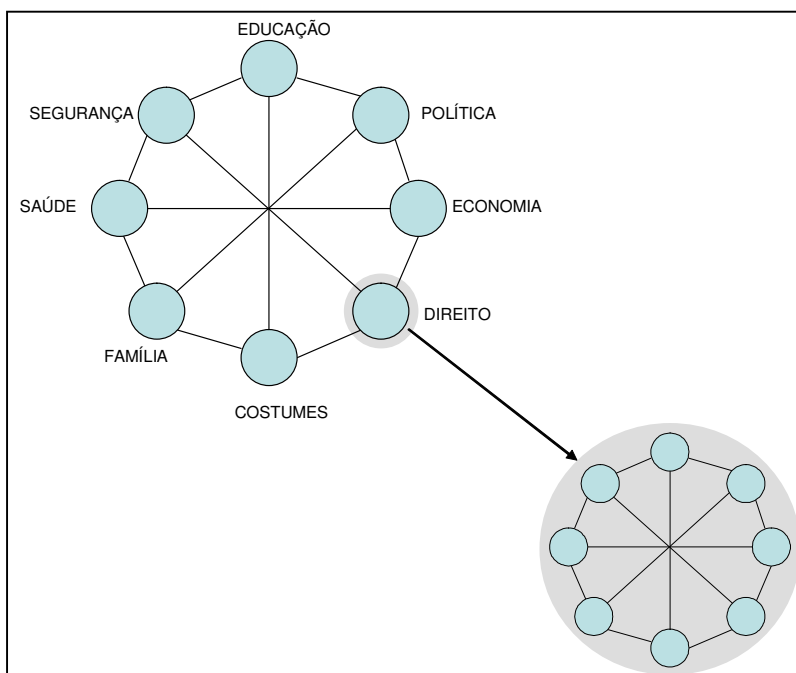 EDUCAÇÃO
SEGURANÇA
POLÍTICA
SAÚDE
ECONOMIA
DIREITO
FAMÍLIA
COSTUMES